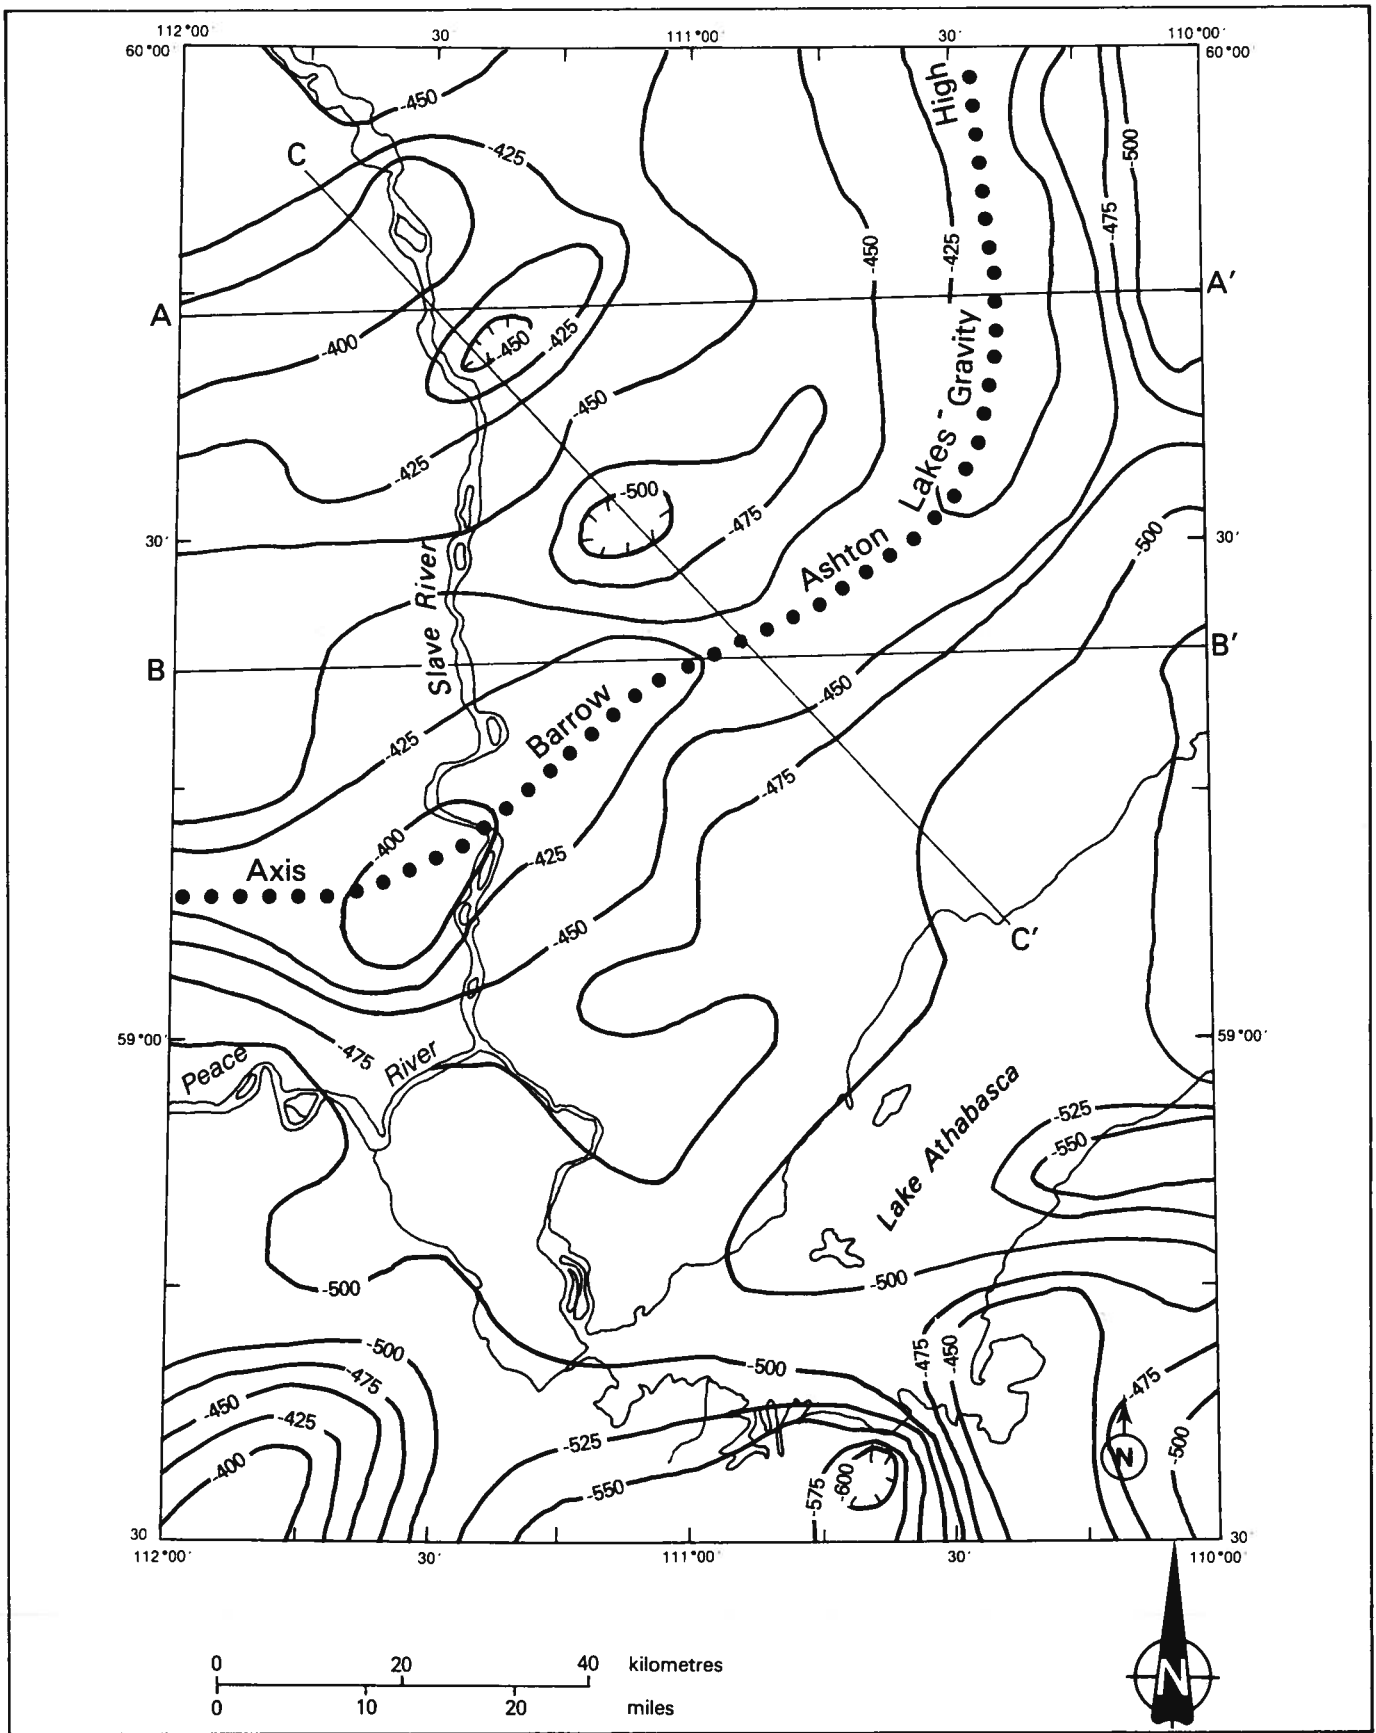 112°00'
30'
111°00'
30'
110°00'
60°00'
60°00'
High
-450
-500
C
-425
-475
-450
-425
A
A'
-400
-450
-425
Gravity
-450
-425
Lakes -
-500
-475
30'
-500
30'
Ashton
Slave River
B
B'
-450
Barrow
-425
-475
-400
-425
Axis
-450
C'
59°00'
59°00'
-475
River
Peace
-525
-550
Lake Athabasca
-500
-500
-500
-475
-450
-500
-475
-475
-450
-425
-525
-500
-400
N
-550
-575
-600
30
30'
112°00'
30'
111°00'
30'
110°00'
0 20 40 kilometres
0 10 20 miles
N